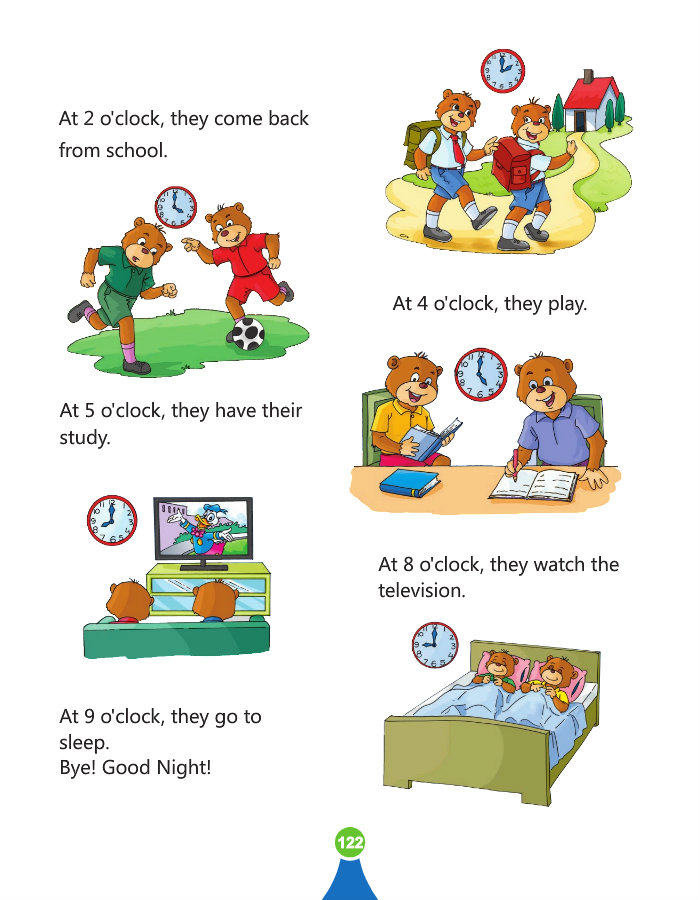 At 2 o'clock, they come back
from school.
At 4 o'clock, they play.
At 5 o'clock, they have their
study.
At 8 o'clock, they watch the
television.
At 9 o'clock, they go to
sleep.
Bye! Good Night!
122